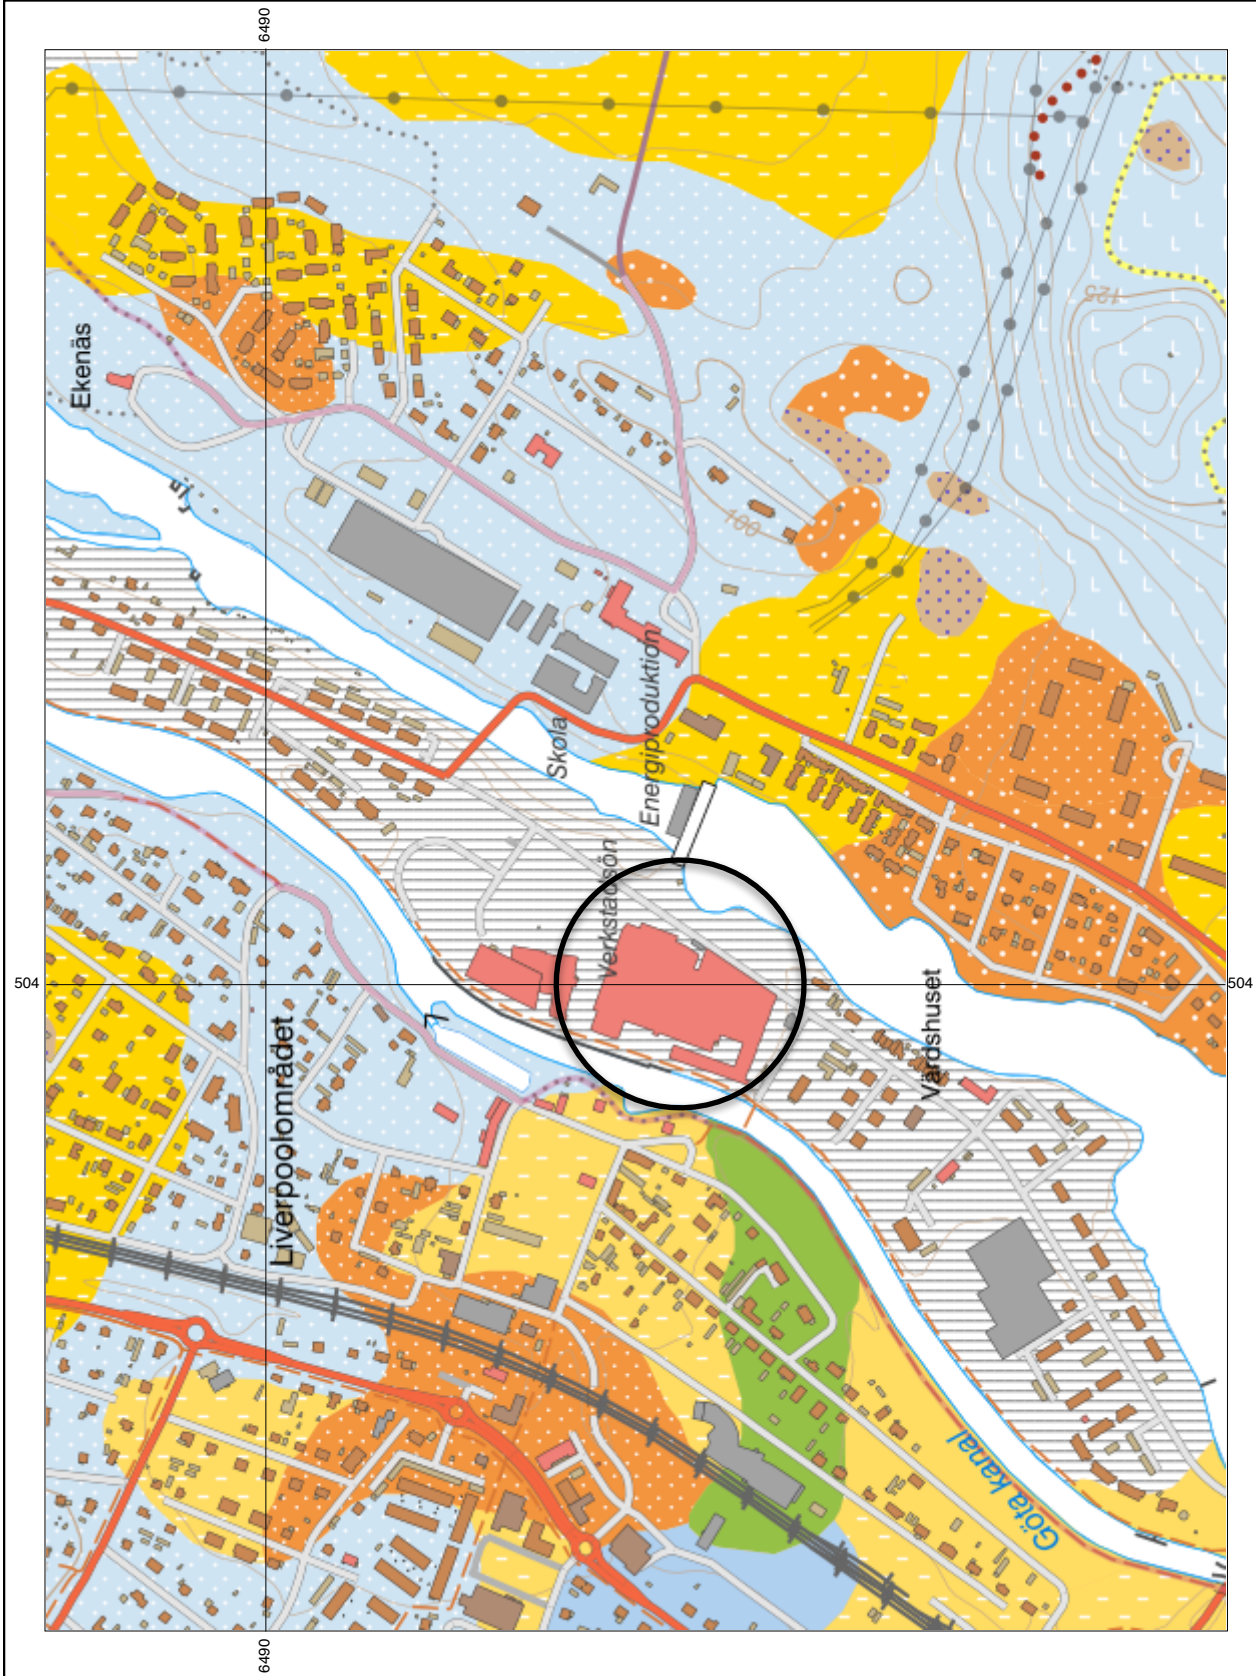 6490
Ekenäs
125
100
Skola
Energiproduktion
Verkstadsön
504
504
Värdshuset
Liverpoolområdet
Göta kanal
6490